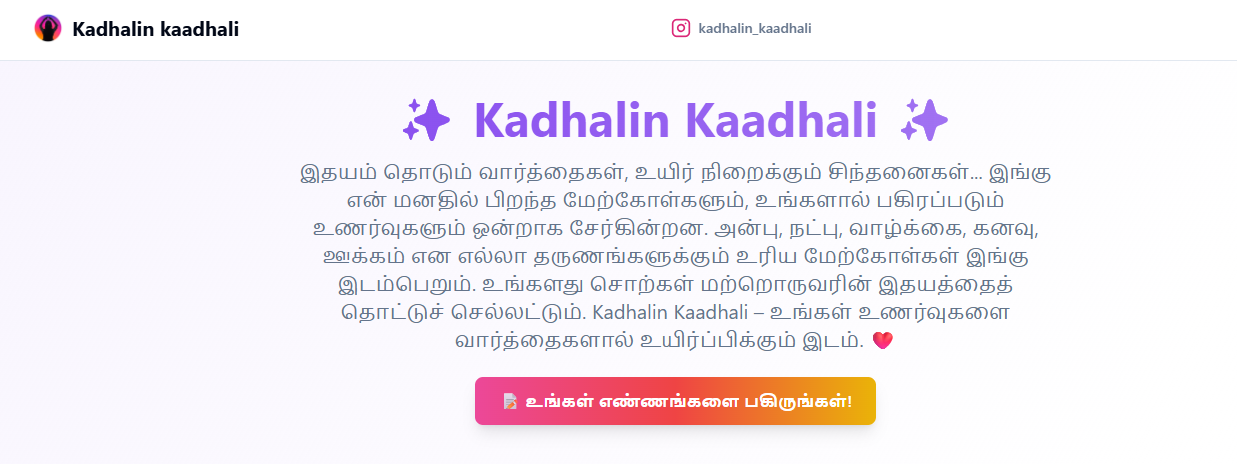 Kadhalin kaadhali
kadhalin_kaadhali
✨ Kadhalin Kaadhali ✨
இதயம் தொடும் வார்த்தைகள், உயிர் நிறைக்கும் சிந்தனைகள்... இங்கு
என் மனதில் பிறந்த மேற்கோள்களும், உங்களால் பகிரப்படும்
உணர்வுகளும் ஒன்றாக சேர்கின்றன. அன்பு, நட்பு, வாழ்க்கை, கனவு,
ஊக்கம் என எல்லா தருணங்களுக்கும் உரிய மேற்கோள்கள் இங்கு
இடம்பெறும். உங்களது சொற்கள் மற்றொருவரின் இதயத்தைத்
தொட்டுச் செல்லட்டும். Kadhalin Kaadhali – உங்கள் உணர்வுகளை
வார்த்தைகளால் உயிர்ப்பிக்கும் இடம். ❤️
📝 உங்கள் எண்ணங்களை பகிருங்கள்!